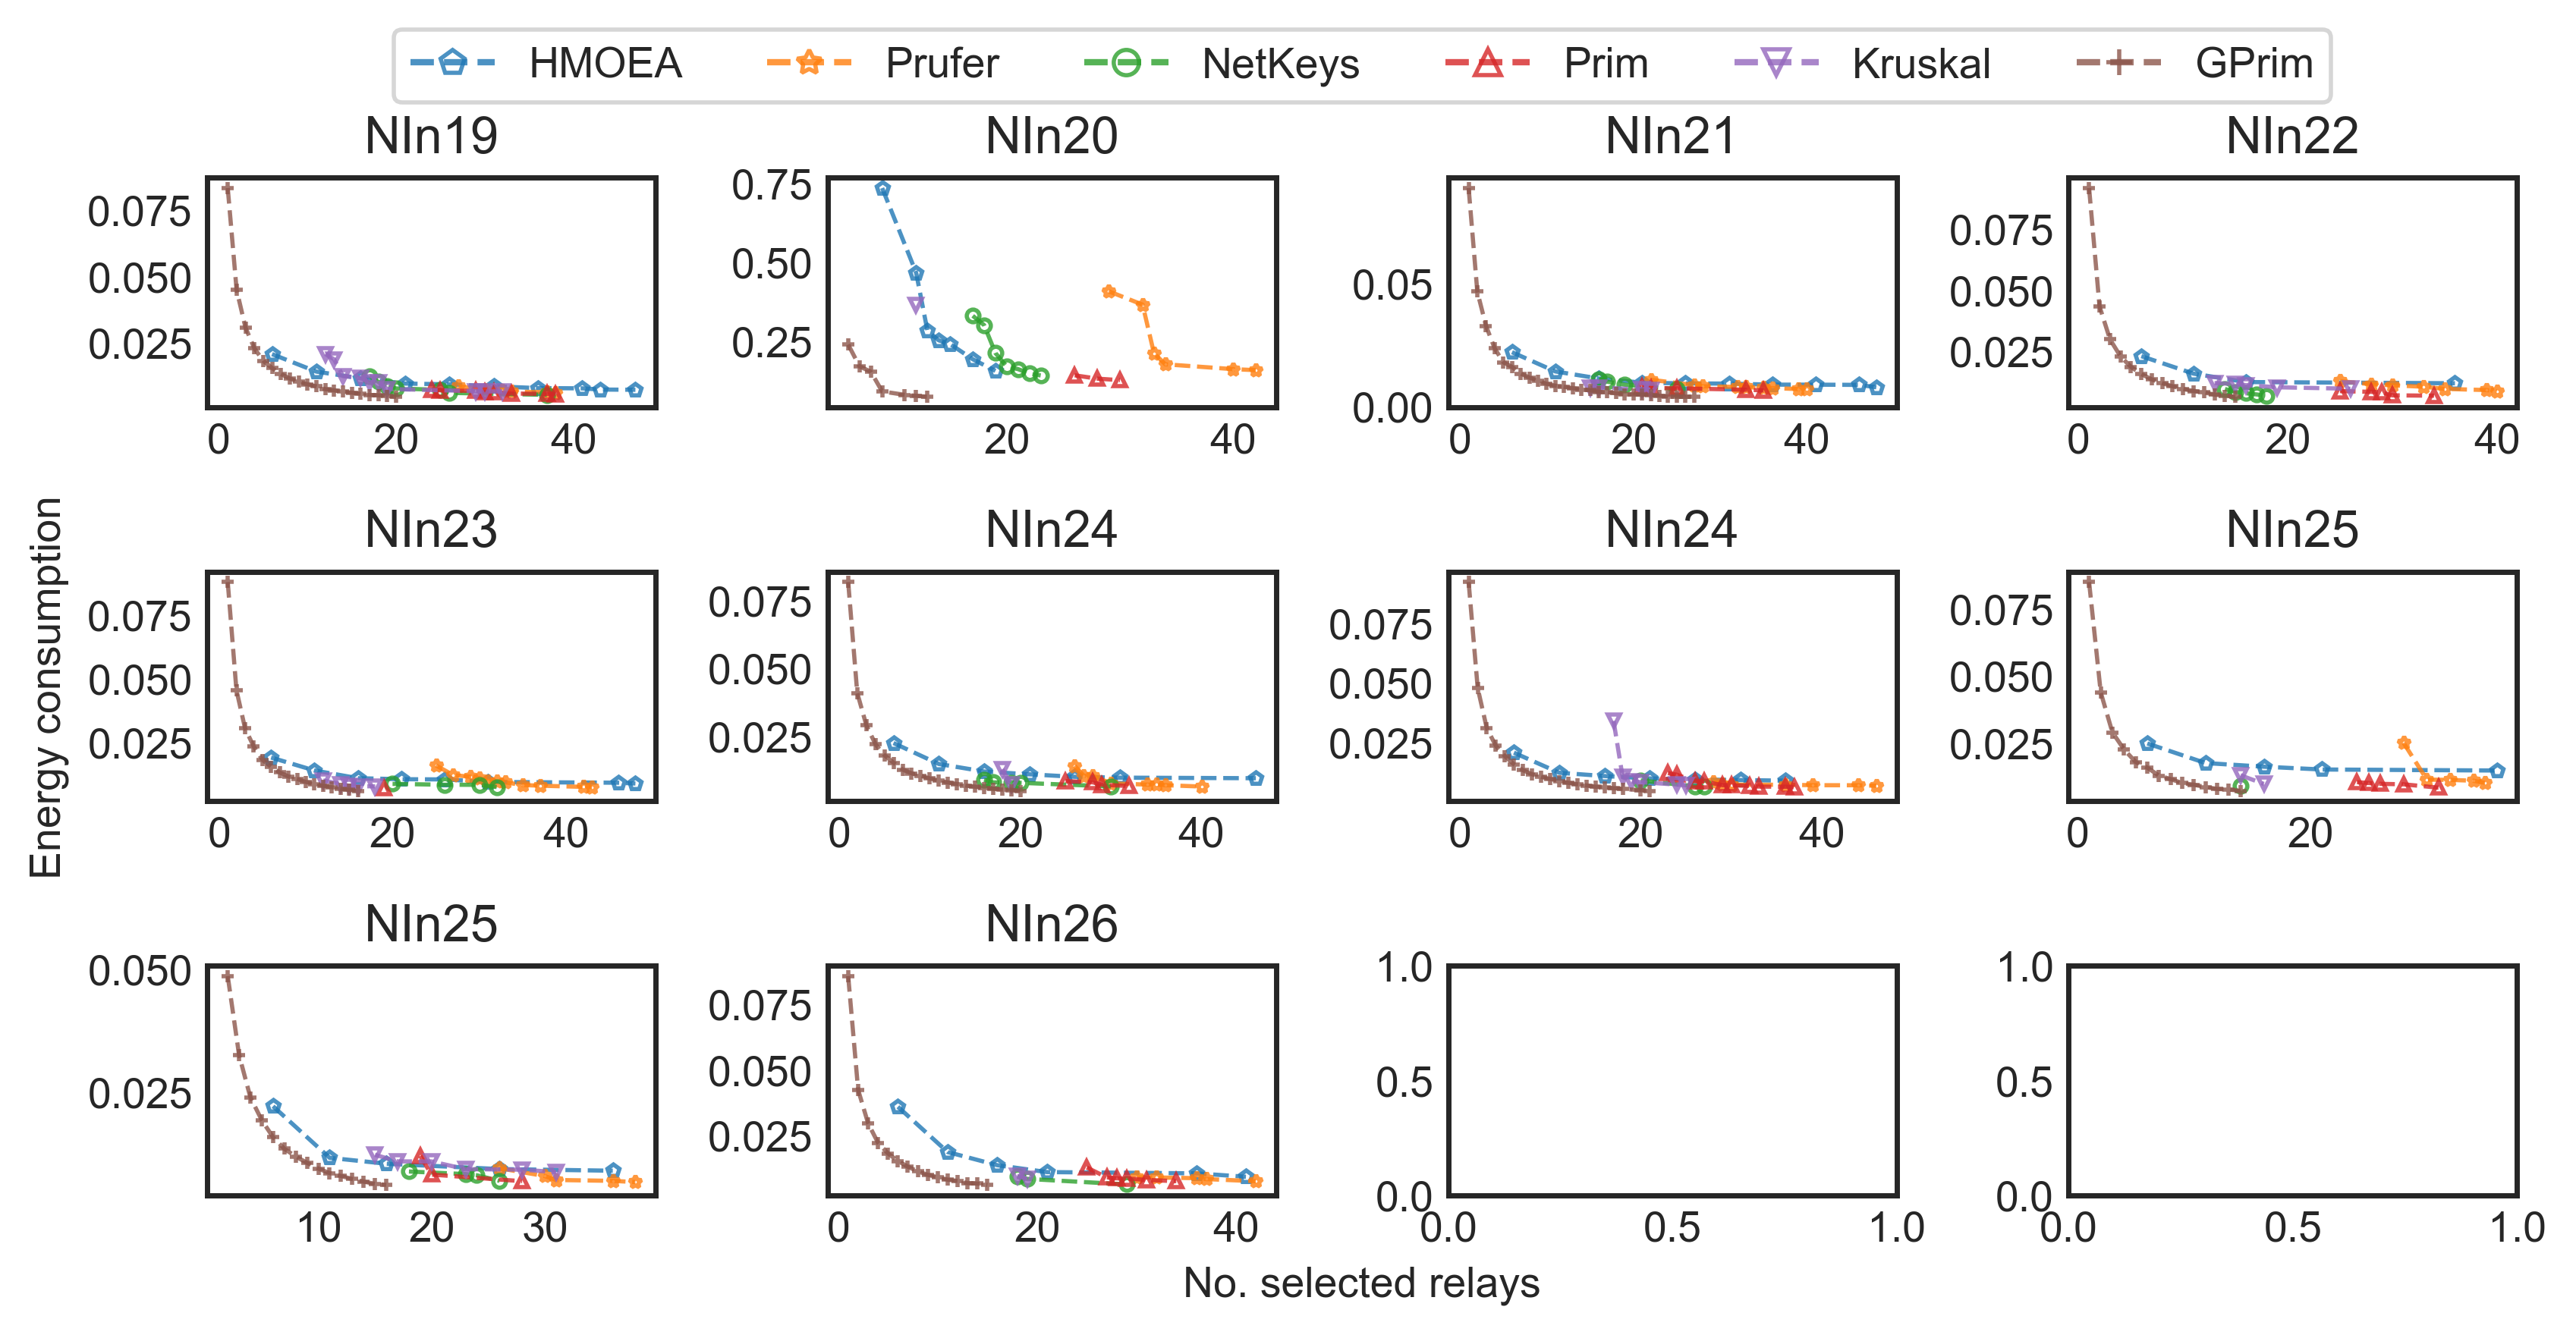 HMOEA Prufer NetKeys Prim Kruskal GPrim
NIn19 NIn20 NIn21 NIn22
0.075 0.050 0.025
0 20 40
0.75 0.50 0.25
20 40
0.05 0.00
0 20 40
0.075 0.050 0.025
0 20 40
Energy consumption
NIn23 NIn24 NIn24 NIn25
0.075 0.050 0.025
0 20 40
0.075 0.050 0.025
0 20 40
0.075 0.050 0.025
0 20 40
0.075 0.050 0.025
0 20
NIn25 NIn26
0.050 0.025
10 20 30
0.075 0.050 0.025
0 20 40
1.0 0.5 0.0
0.0 0.5 1.0
1.0 0.5 0.0
0.0 0.5 1.0
No. selected relays